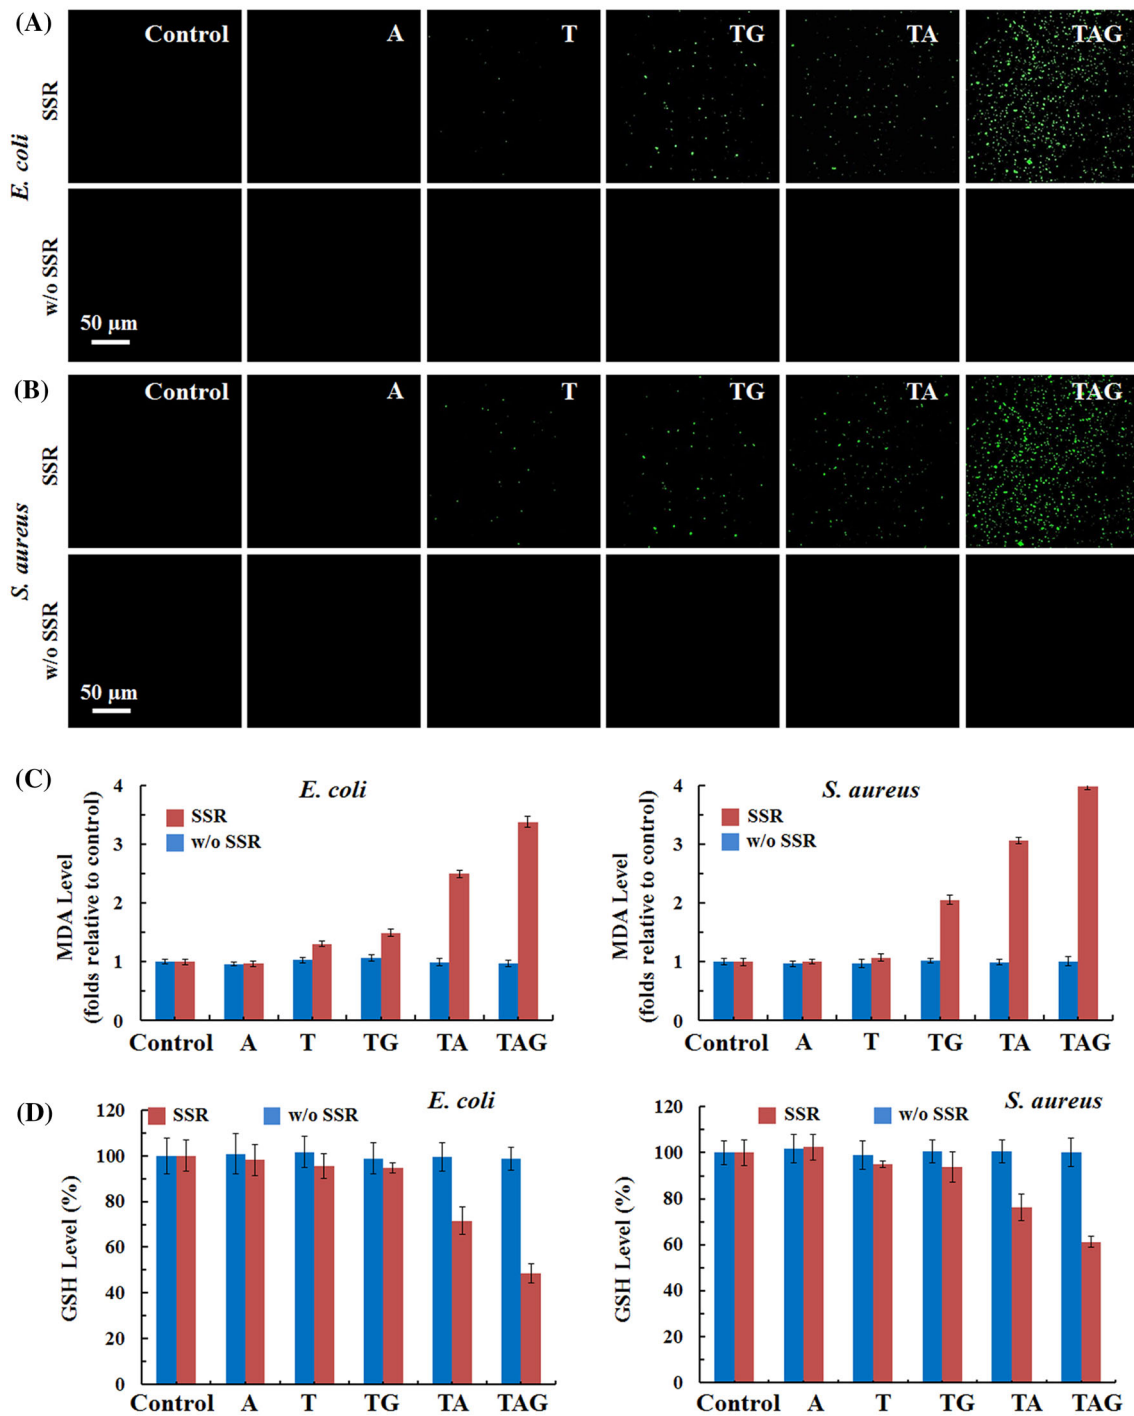 (A)
Control A T TG TA TAG
SSR
E. coli
w/o SSR
50 μm
(B)
Control A T TG TA TAG
SSR
S. aureus
w/o SSR
50 μm
(C)
E. coli
SSR
w/o SSR
MDA Level
(folds relative to control)
4
3
2
1
0
Control A T TG TA TAG
S. aureus
SSR
w/o SSR
MDA Level
(folds relative to control)
4
3
2
1
0
Control A T TG TA TAG
(D)
E. coli
SSR w/o SSR
GSH Level (%)
120
100
80
60
40
20
0
Control A T TG TA TAG
S. aureus
SSR w/o SSR
GSH Level (%)
120
100
80
60
40
20
0
Control A T TG TA TAG